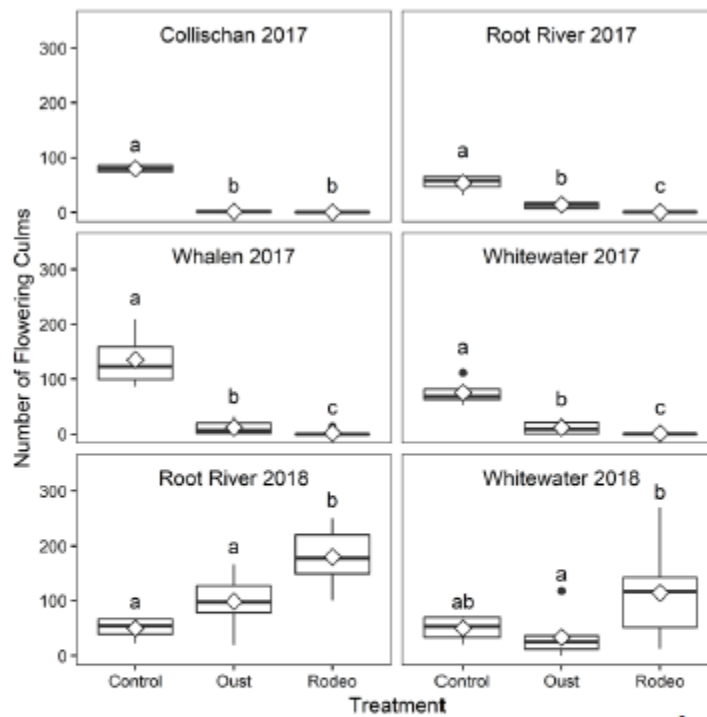 Collischan 2017
Root River 2017
300
200
100
0
a
b
b
a
b
c
Whalen 2017
Whitewater 2017
300
200
100
0
a
b
c
a
b
c
Root River 2018
Whitewater 2018
300
200
100
0
a
a
b
ab
a
b
Control
Oust
Rodeo
Control
Oust
Rodeo
Treatment
Number of Flowering Culms